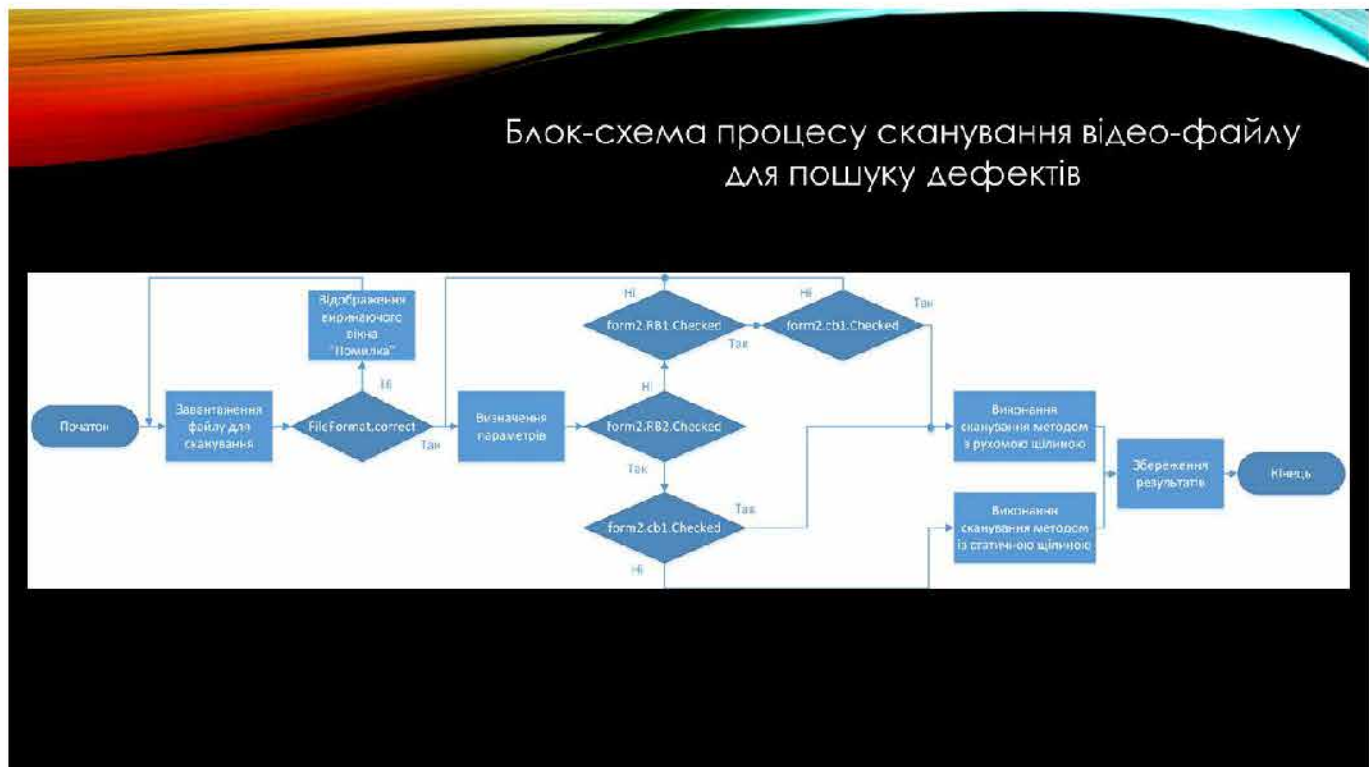 Блок-схема процесу сканування відео-файлу
для пошуку дефектів
Відображення
виринаючого
вікна
"Помилка"
Ні
form2.RB1.Checked
Так
Ні
form2.cb1.Checked
Так
Початок
Завантаження
файлу для
сканування
Ні
FileFormat.correct
Так
Визначення
параметрів
Ні
form2.RB2.Checked
Так
form2.cb1.Checked
Так
Ні
Виконання
сканування методом
з рухомою щілиною
Виконання
сканування методом
із статичною щілиною
Збереження
результатів
Кінець